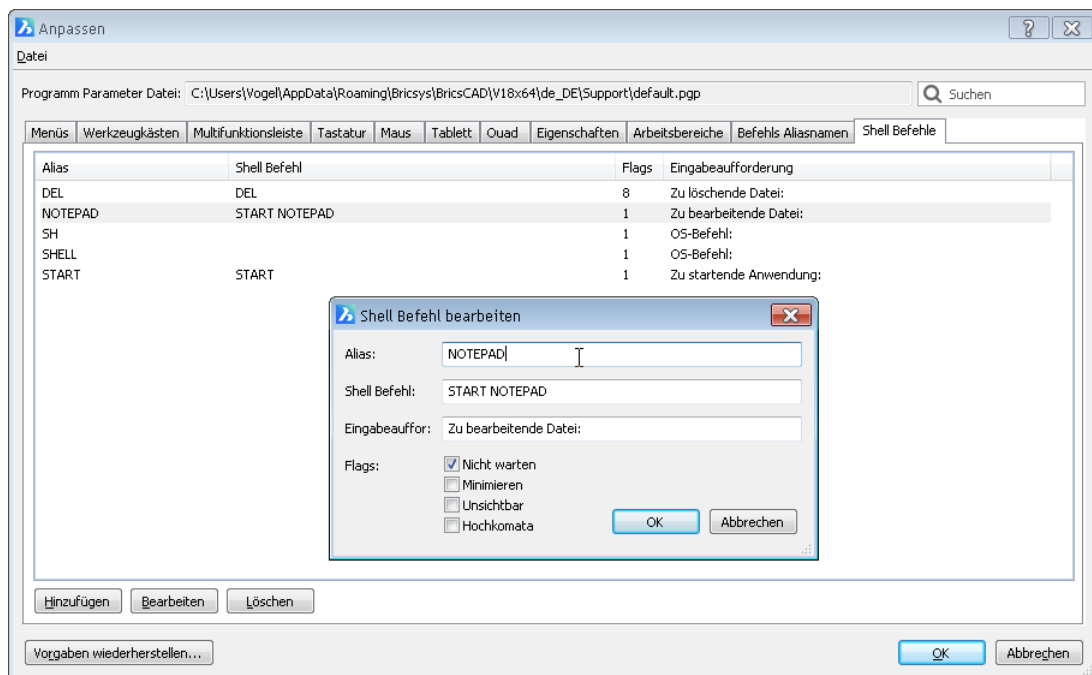 Anpassen
Datei
Programm Parameter Datei: C:\Users\Vogel\AppData\Roaming\Bricsys\BricsCAD\V18x64\de_DE\Support\default.pgp Suchen
Menüs Werkzeugkästen Multifunktionsleiste Tastatur Maus Tablett Quad Eigenschaften Arbeitsbereiche Befehls Aliasnamen Shell Befehle
Alias Shell Befehl Flags Eingabeaufforderung
DEL DEL 8 Zu löschende Datei:
NOTEPAD START NOTEPAD 1 Zu bearbeitende Datei:
SH 1 OS-Befehl:
SHELL 1 OS-Befehl:
START START 1 Zu startende Anwendung:
Shell Befehl bearbeiten
Alias: NOTEPAD
Shell Befehl: START NOTEPAD
Eingabeauffor: Zu bearbeitende Datei:
Flags: Nicht warten
Minimieren
Unsichtbar
Hochkomata
OK Abbrechen
Hinzufügen Bearbeiten Löschen
Vorgaben wiederherstellen... OK Abbrechen